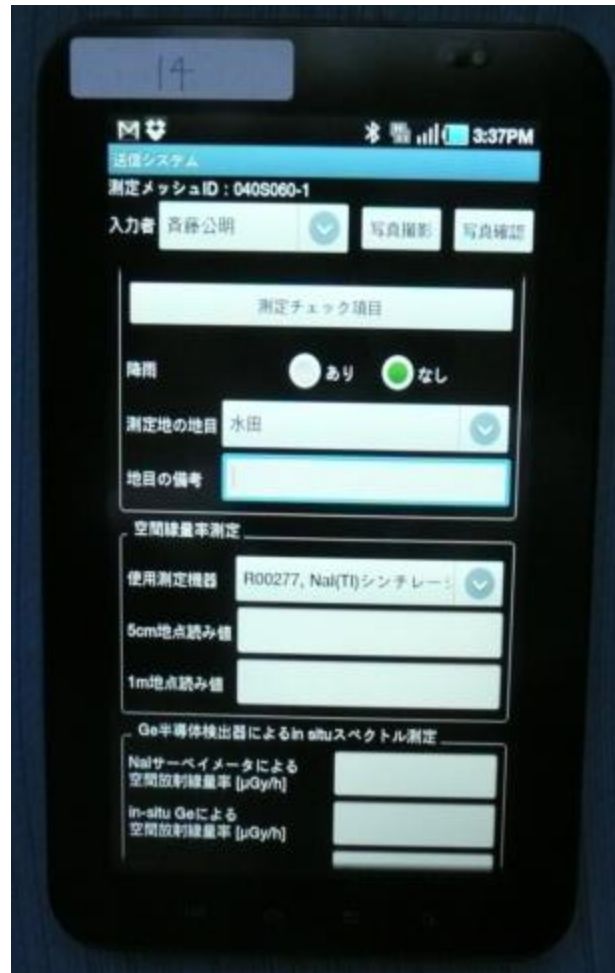 14
3:37PM
送信システム
測定メッシュID : 040S060-1
入力者 斉藤公明 写真撮影 写真確認
測定チェック項目
降雨 あり なし
測定地の地目 水田
地目の備考
空間線量率測定
使用測定機器 R00277, NaI(Tl)シンチレーシ
5cm地点読み値
1m地点読み値
Ge半導体検出器によるin situスペクトル測定
NaIサーベイメータによる
空間放射線量率 [μGy/h]
in-situ Geによる
空間放射線量率 [μGy/h]